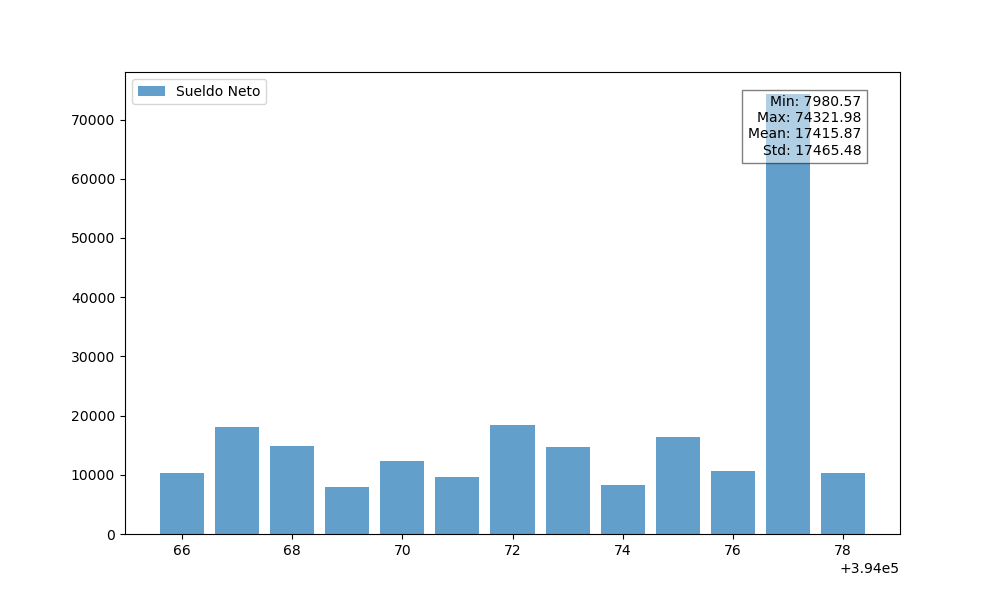 Sueldo Neto
Min: 7980.57
Max: 74321.98
Mean: 17415.87
Std: 17465.48
70000
60000
50000
40000
30000
20000
10000
0
66 68 70 72 74 76 78
+3.94e5